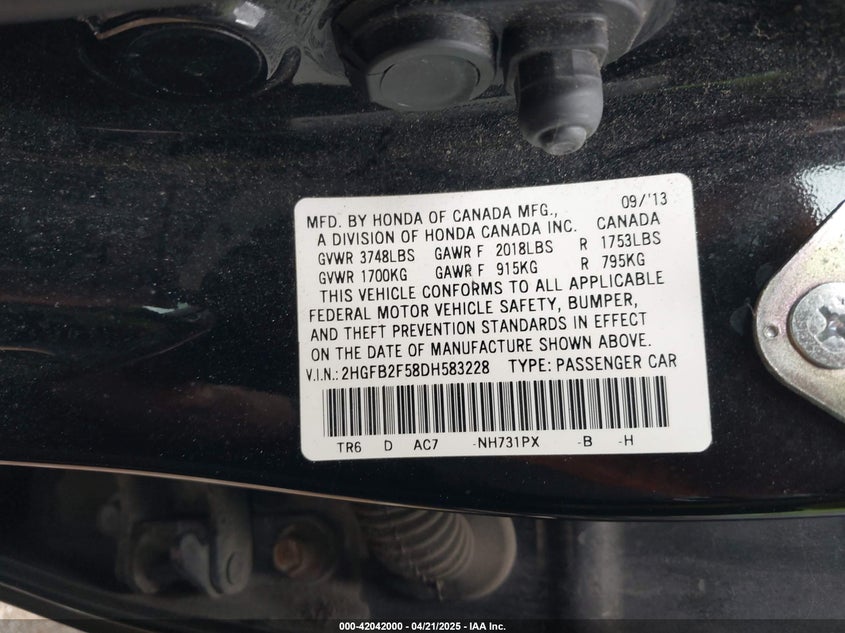 MFD. BY HONDA OF CANADA MFG., 09/'13
A DIVISION OF HONDA CANADA INC. CANADA
GVWR 3748LBS GAWR F 2018LBS R 1753LBS
GVWR 1700KG GAWR F 915KG R 795KG
THIS VEHICLE CONFORMS TO ALL APPLICABLE
FEDERAL MOTOR VEHICLE SAFETY, BUMPER,
AND THEFT PREVENTION STANDARDS IN EFFECT
ON THE DATE OF MANUFACTURE SHOWN ABOVE.
V.I.N.: 2HGFB2F58DH583228 TYPE: PASSENGER CAR
TR6 D AC7 -NH731PX -B -H
000-42042000 - 04/21/2025 - IAA Inc.